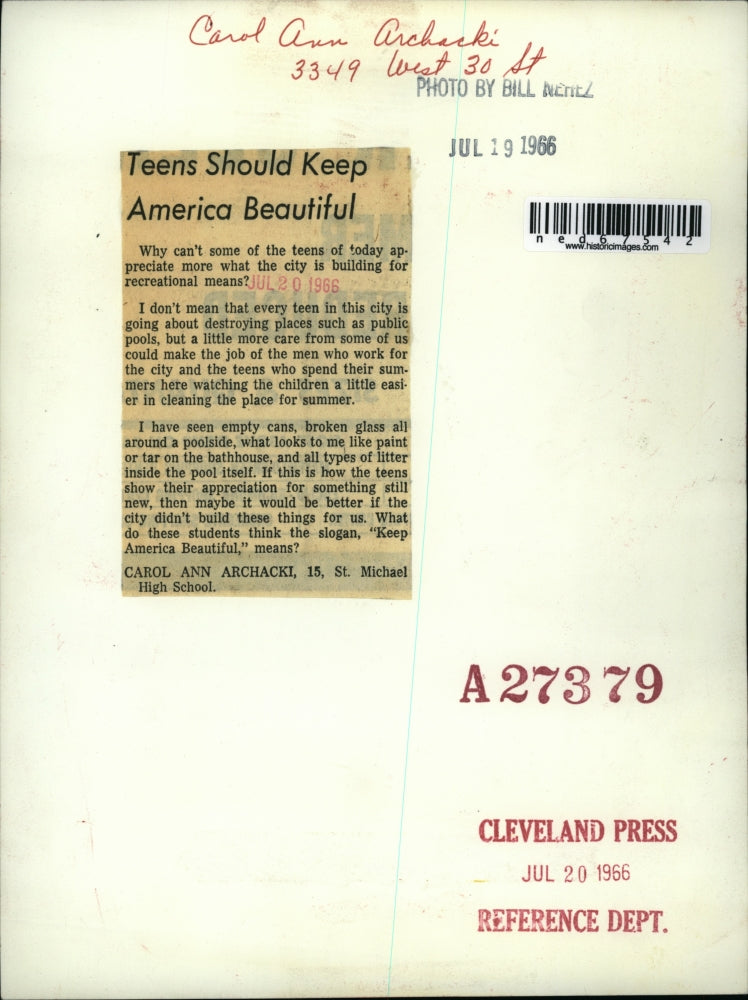 Carol Ann Archacki
3349 West 30 St
PHOTO BY BILL NEHEZ
JUL 19 1966
Teens Should Keep
America Beautiful
Why can't some of the teens of today ap-
preciate more what the city is building for
recreational means?
JUL 20 1966
I don't mean that every teen in this city is
going about destroying places such as public
pools, but a little more care from some of us
could make the job of the men who work for
the city and the teens who spend their sum-
mers here watching the children a little easi-
er in cleaning the place for summer.
I have seen empty cans, broken glass all
around a poolside, what looks to me like paint
or tar on the bathhouse, and all types of litter
inside the pool itself. If this is how the teens
show their appreciation for something still
new, then maybe it would be better if the
city didn't build these things for us. What
do these students think the slogan, "Keep
America Beautiful," means?
CAROL ANN ARCHACKI, 15, St. Michael
High School.
ned67542
www.historicimages.com
A27379
CLEVELAND PRESS
JUL 20 1966
REFERENCE DEPT.